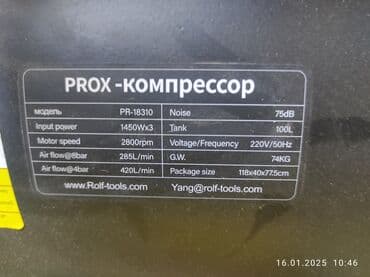 PROX -компрессор
модель PR-18310 Noise 75dB
Input power 1450Wx3 Tank 100L
Motor speed 2800rpm Voltage/Frequency 220V/50Hz
Air flow@8bar 285L/min G.W. 74KG
Air flow@4bar 420L/min Package size 118x40x77.5cm
www.Rolf-tools.com Yang@rolf-tools.com
16.01.2025 10:46